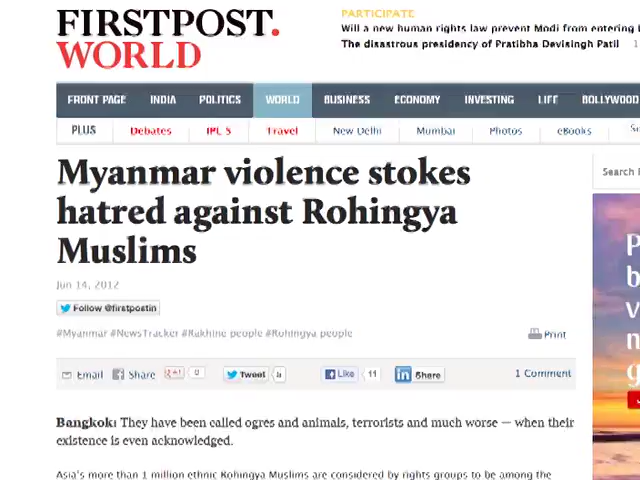 FIRSTPOST.
WORLD
PARTICIPATE
Will a new human rights law prevent Modi from entering
The disastrous presidency of Pratibha Devisingh Patil 1
FRONT PAGE INDIA POLITICS WORLD BUSINESS ECONOMY INVESTING LIFE BOLLYWOOD
PLUS Debates IPL 5 Travel New Delhi Mumbai Photos eBooks
Myanmar violence stokes
hatred against Rohingya
Muslims
Search
Jun 14, 2012
Follow @firstpostin
#Myanmar #NewsTracker #Rakhine people #Rohingya people
Print
Email Share +1 0 Tweet 8 Like 11 Share 1 Comment
Bangkok: They have been called ogres and animals, terrorists and much worse — when their
existence is even acknowledged.
Asia's more than 1 million ethnic Rohingya Muslims are considered by rights groups to be among the